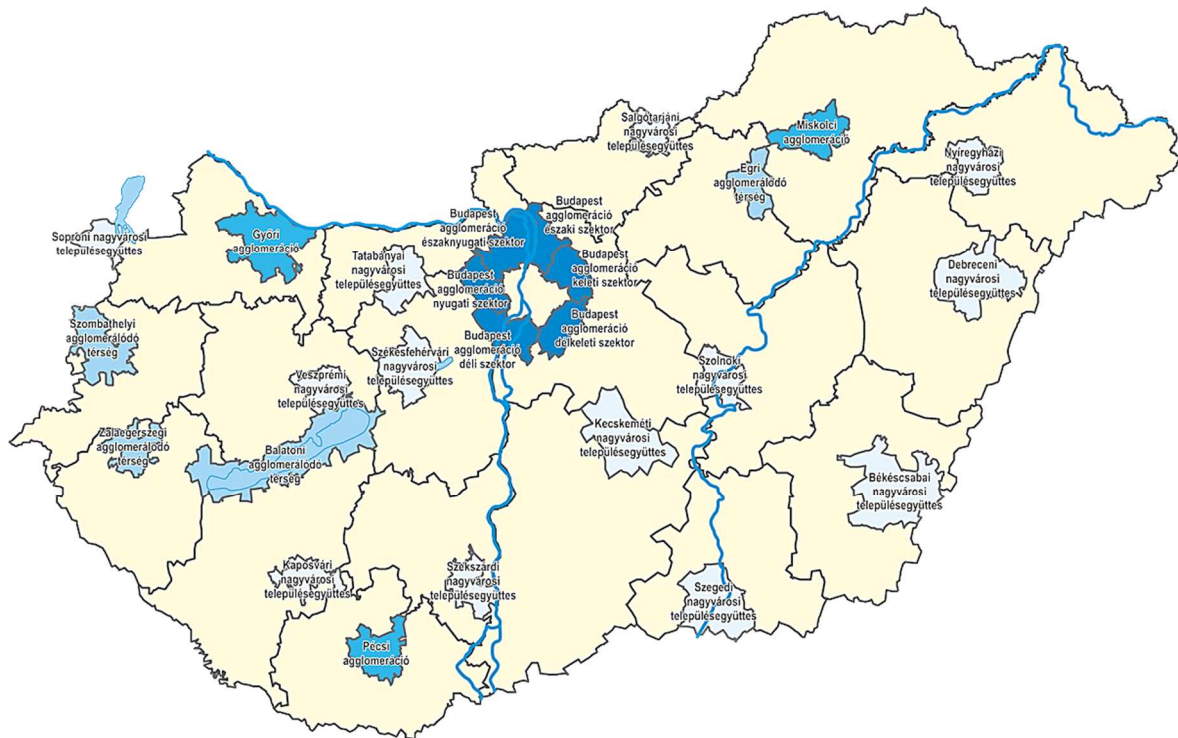 Salgótarjáni
nagyvárosi
településegyüttes
Miskolci
agglomeráció
Nyíregyházi
nagyvárosi
településegyüttes
Egri
agglomerálódó
térség
Budapest
agglomeráció
északi szektor
Budapest
agglomeráció
északnyugati szektor
Soproni nagyvárosi
településegyüttes
Győri
agglomeráció
Tatabányai
nagyvárosi
településegyüttes
Budapest
agglomeráció
keleti szektor
Budapest
agglomeráció
nyugati szektor
Debreceni
nagyvárosi
településegyüttes
Budapest
agglomeráció
délkeleti szektor
Szombathelyi
agglomerálódó
térség
Székesfehérvári
nagyvárosi
településegyüttes
Budapest
agglomeráció
déli szektor
Szolnoki
nagyvárosi
településegyüttes
Veszprémi
nagyvárosi
településegyüttes
Zalaegerszegi
agglomerálódó
térség
Balatoni
agglomerálódó
térség
Kecskeméti
nagyvárosi
településegyüttes
Békéscsabai
nagyvárosi
településegyüttes
Kaposvári
nagyvárosi
településegyüttes
Szekszárdi
nagyvárosi
településegyüttes
Szegedi
nagyvárosi
településegyüttes
Pécsi
agglomeráció